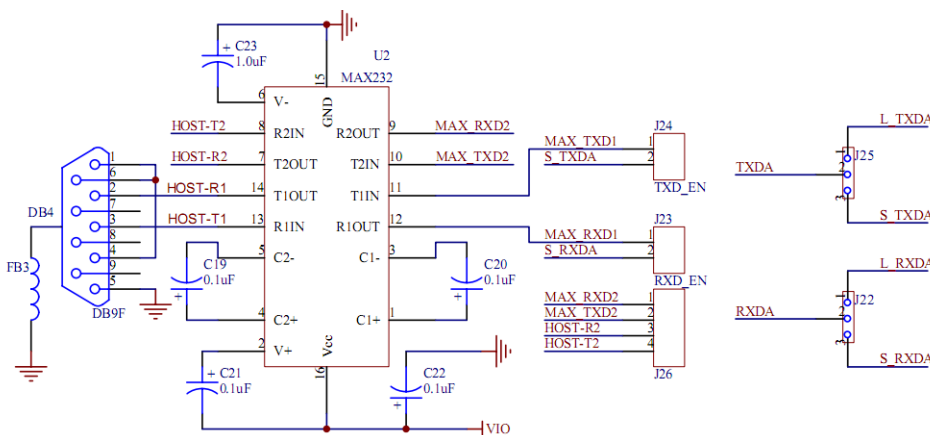 C23
1.0uF
U2
MAX232
15
GND
6
V-
HOST-T2
8
R2IN
R2OUT
9
MAX_RXD2
HOST-R2
7
T2OUT
T2IN
10
MAX_TXD2
HOST-R1
14
T1OUT
T1IN
11
HOST-T1
13
R1IN
R1OUT
12
5
C2-
C1-
3
C19
0.1uF
C20
0.1uF
4
C2+
C1+
1
2
V+
Vcc
16
C21
0.1uF
C22
0.1uF
VIO
DB4
1
6
2
7
3
8
4
9
5
DB9F
FB3
J24
MAX_TXD1
1
S_TXDA
2
TXD_EN
J23
MAX_RXD1
1
S_RXDA
2
RXD_EN
MAX_RXD2
1
MAX_TXD2
2
HOST-R2
3
HOST-T2
4
J26
L_TXDA
J25
TXDA
1
2
3
S_TXDA
L_RXDA
J22
RXDA
1
2
3
S_RXDA